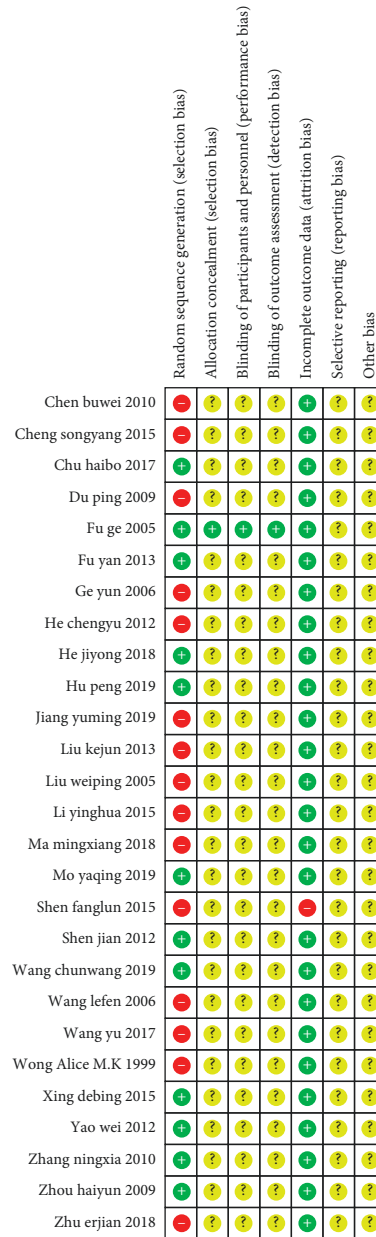 Random sequence generation (selection bias)
Allocation concealment (selection bias)
Blinding of participants and personnel (performance bias)
Blinding of outcome assessment (detection bias)
Incomplete outcome data (attrition bias)
Selective reporting (reporting bias)
Other bias
Chen buwei 2010 – ? ? ? + ? ?
Cheng songyang 2015 – ? ? ? + ? ?
Chu haibo 2017 + ? ? ? + ? ?
Du ping 2009 – ? ? ? + ? ?
Fu ge 2005 + + + + + ? ?
Fu yan 2013 + ? ? ? + ? ?
Ge yun 2006 – ? ? ? + ? ?
He chengyu 2012 – ? ? ? + ? ?
He jiyong 2018 + ? ? ? + ? ?
Hu peng 2019 + ? ? ? + ? ?
Jiang yuming 2019 – ? ? ? + ? ?
Liu kejun 2013 – ? ? ? + ? ?
Liu weiping 2005 – ? ? ? + ? ?
Li yinghua 2015 – ? ? ? + ? ?
Ma mingxiang 2018 – ? ? ? + ? ?
Mo yaqing 2019 + ? ? ? + ? ?
Shen fanglun 2015 – ? ? ? – ? ?
Shen jian 2012 + ? ? ? + ? ?
Wang chunwang 2019 + ? ? ? + ? ?
Wang lefen 2006 – ? ? ? + ? ?
Wang yu 2017 – ? ? ? + ? ?
Wong Alice M.K 1999 – ? ? ? + ? ?
Xing debing 2015 + ? ? ? + ? ?
Yao wei 2012 + ? ? ? + ? ?
Zhang ningxia 2010 + ? ? ? + ? ?
Zhou haiyun 2009 + ? ? ? + ? ?
Zhu erjian 2018 – ? ? ? + ? ?